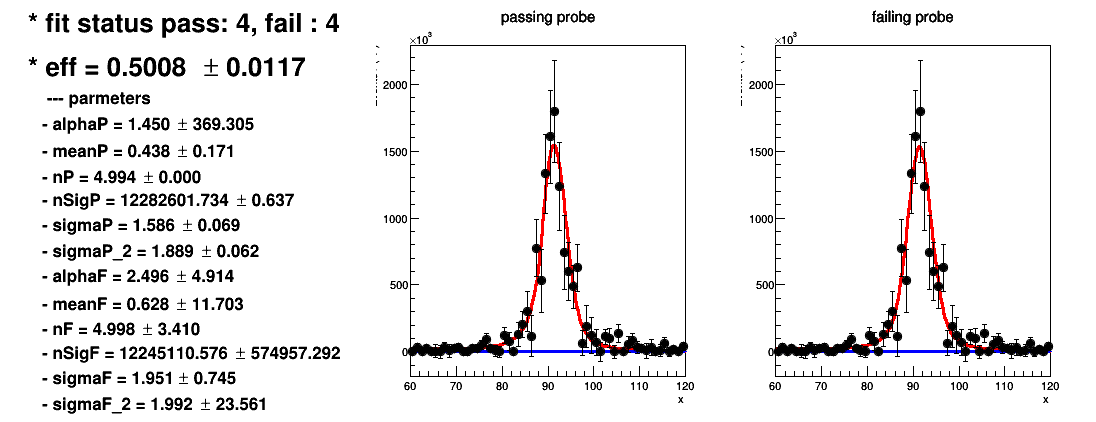 * fit status pass: 4, fail : 4
* eff = 0.5008 ± 0.0117
--- parmeters
- alphaP = 1.450 ± 369.305
- meanP = 0.438 ± 0.171
- nP = 4.994 ± 0.000
- nSigP = 12282601.734 ± 0.637
- sigmaP = 1.586 ± 0.069
- sigmaP_2 = 1.889 ± 0.062
- alphaF = 2.496 ± 4.914
- meanF = 0.628 ± 11.703
- nF = 4.998 ± 3.410
- nSigF = 12245110.576 ± 574957.292
- sigmaF = 1.951 ± 0.745
- sigmaF_2 = 1.992 ± 23.561
passing probe
×10³
2000
1500
1000
500
0
60 70 80 90 100 110 120
x
failing probe
×10³
2000
1500
1000
500
0
60 70 80 90 100 110 120
x